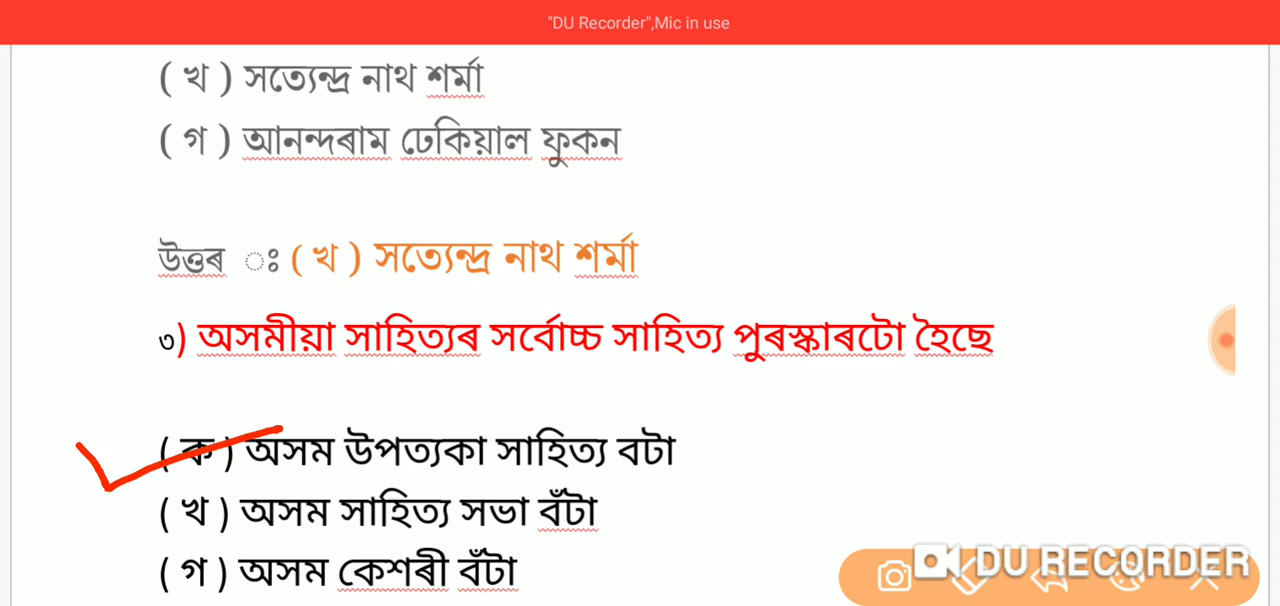 "DU Recorder",Mic in use
( খ ) সত্যেন্দ্ৰ নাথ শৰ্মা
( গ ) আনন্দৰাম ঢেকিয়াল ফুকন
উত্তৰ ঃ ( খ ) সত্যেন্দ্ৰ নাথ শৰ্মা
৩) অসমীয়া সাহিত্যৰ সৰ্বোচ্চ সাহিত্য পুৰস্কাৰটো হৈছে
( ক ) অসম উপত্যকা সাহিত্য বটা
( খ ) অসম সাহিত্য সভা বঁটা
( গ ) অসম কেশৰী বঁটা
DU RECORDER